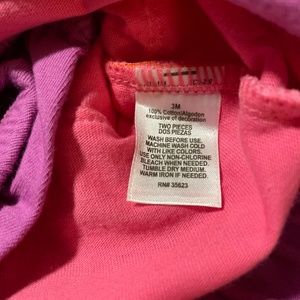 3M
100% Cotton/Algodon
exclusive of decoration
TWO PIECES
DOS PIEZAS
WASH BEFORE USE.
MACHINE WASH COLD
WITH LIKE COLORS.
USE ONLY NON-CHLORINE
BLEACH WHEN NEEDED.
TUMBLE DRY MEDIUM.
WARM IRON IF NEEDED.
RN# 35623